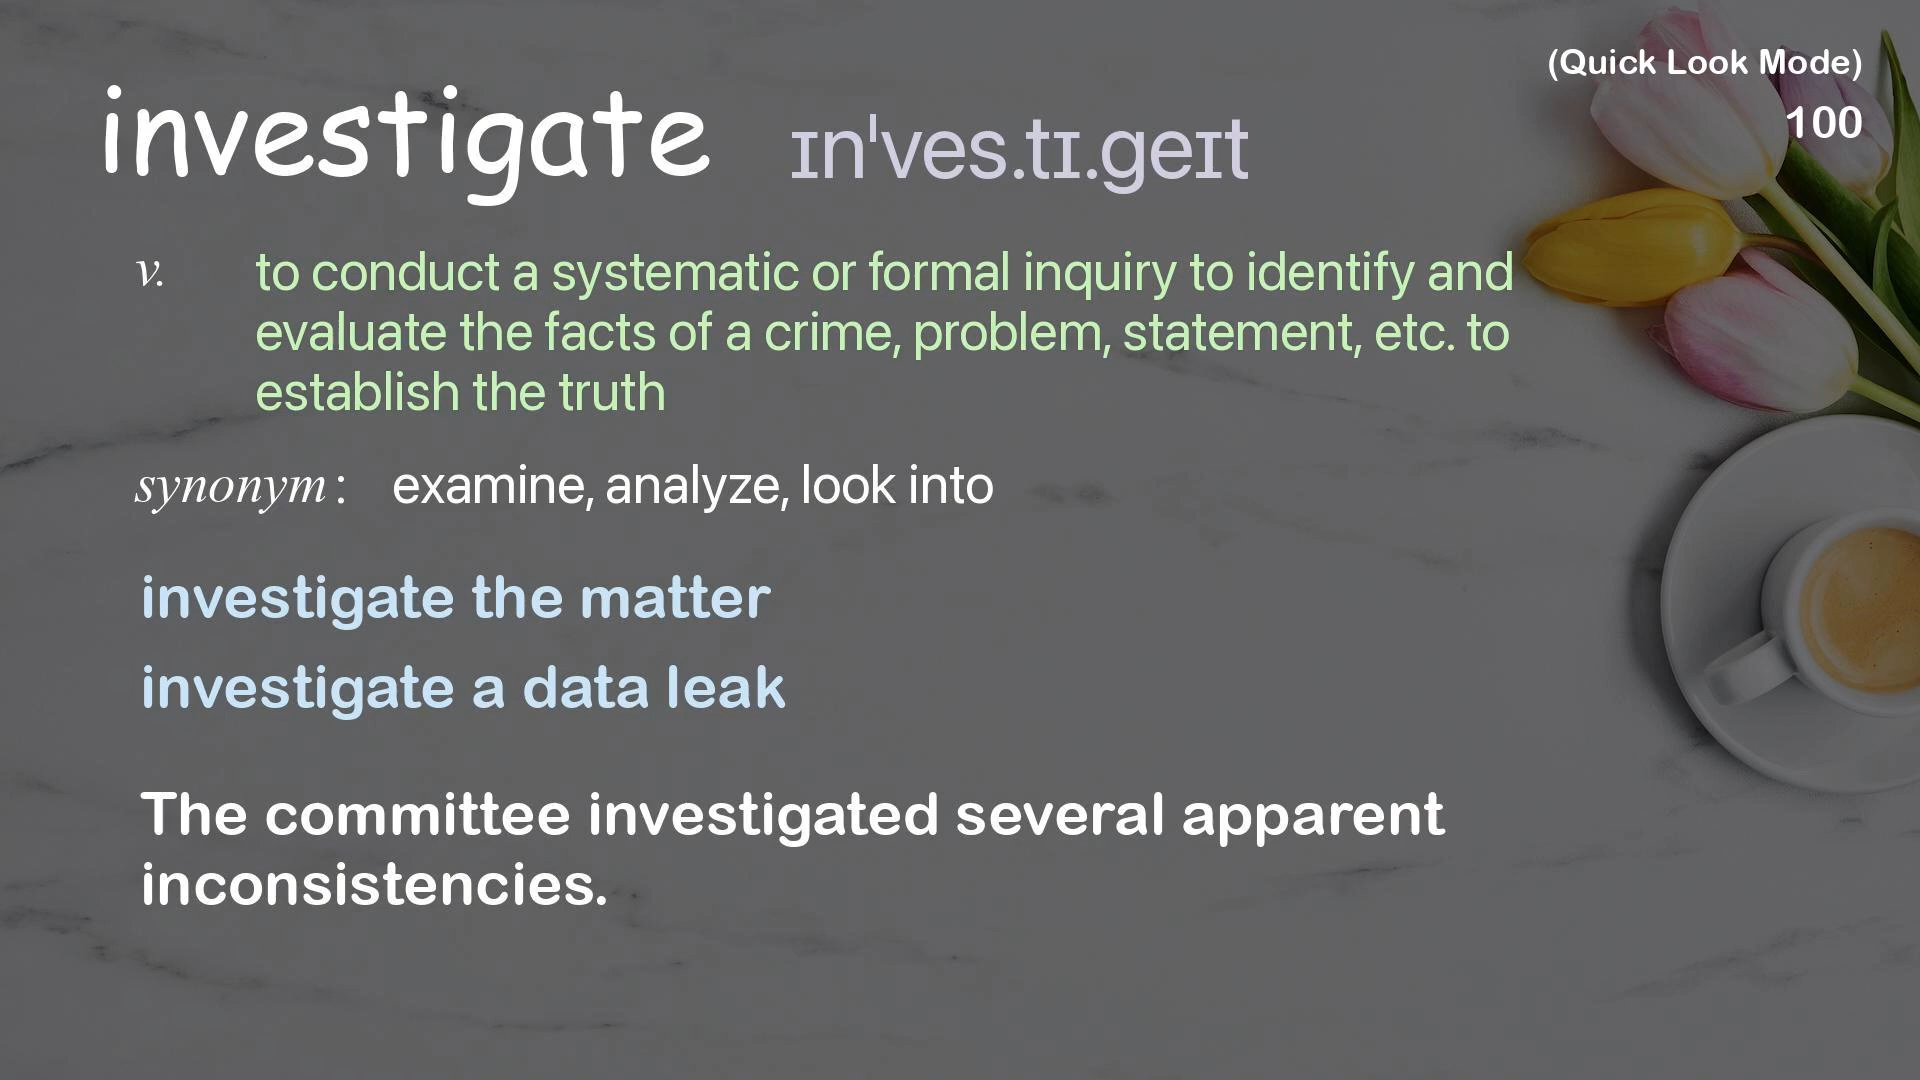 (Quick Look Mode)
100
investigate ɪnˈves.tɪ.ɡeɪt
v. to conduct a systematic or formal inquiry to identify and
evaluate the facts of a crime, problem, statement, etc. to
establish the truth
synonym : examine, analyze, look into
investigate the matter
investigate a data leak
The committee investigated several apparent
inconsistencies.